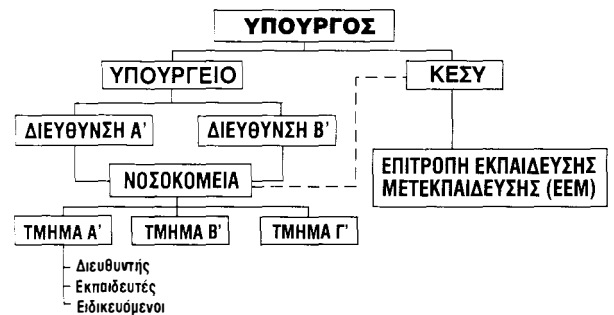 ΥΠΟΥΡΓΟΣ
ΥΠΟΥΡΓΕΙΟ
ΚΕΣΥ
ΔΙΕΥΘΥΝΣΗ Α'
ΔΙΕΥΘΥΝΣΗ Β'
ΝΟΣΟΚΟΜΕΙΑ
ΕΠΙΤΡΟΠΗ ΕΚΠΑΙΔΕΥΣΗΣ
ΜΕΤΕΚΠΑΙΔΕΥΣΗΣ (ΕΕΜ)
ΤΜΗΜΑ Α'
ΤΜΗΜΑ Β'
ΤΜΗΜΑ Γ'
Διευθυντής
Εκπαιδευτές
Ειδικευόμενοι